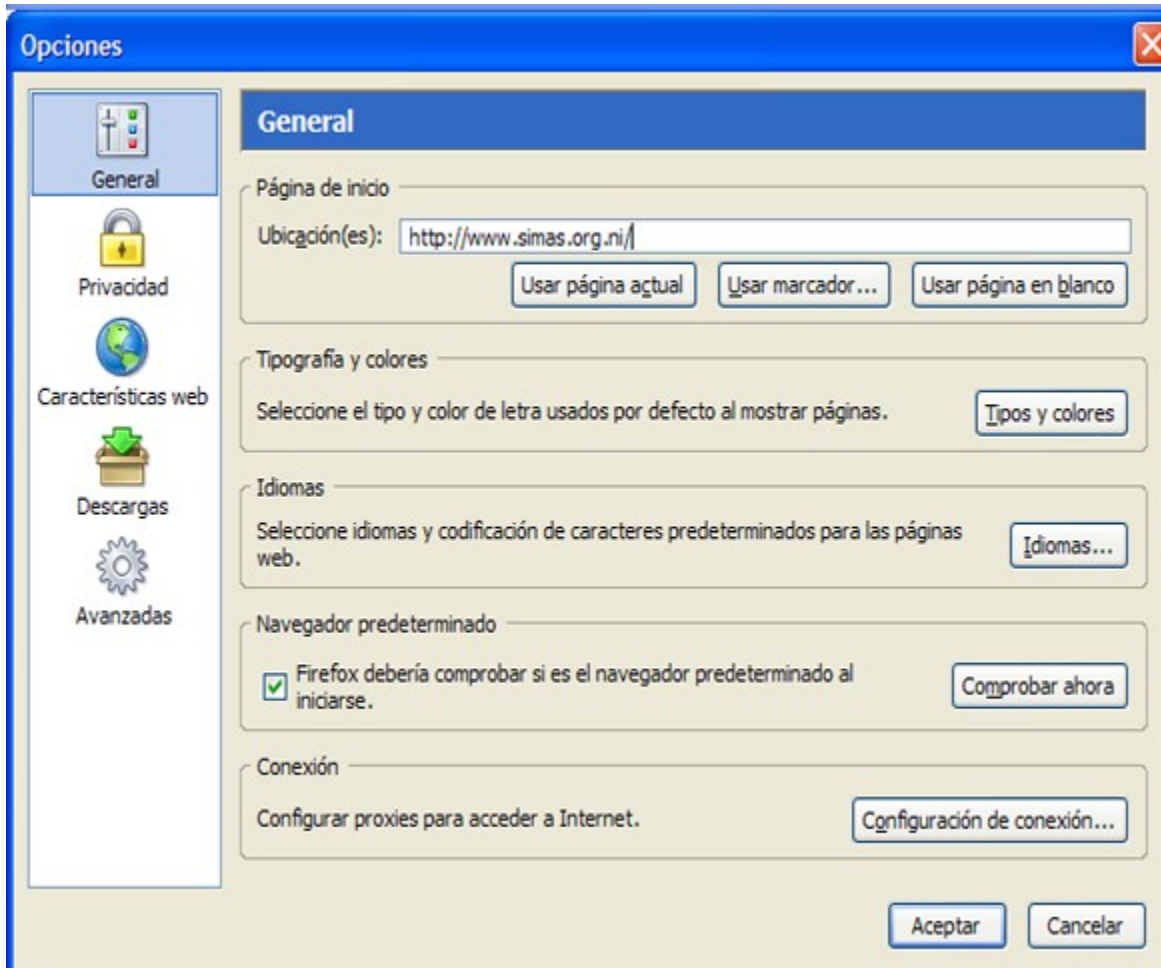 Opciones
General
Privacidad
Características web
Descargas
Avanzadas
General
Página de inicio
Ubicación(es): http://www.simas.org.ni/
Usar página actual Usar marcador... Usar página en blanco
Tipografía y colores
Seleccione el tipo y color de letra usados por defecto al mostrar páginas. Tipos y colores
Idiomas
Seleccione idiomas y codificación de caracteres predeterminados para las páginas
web.
Idiomas...
Navegador predeterminado
Firefox debería comprobar si es el navegador predeterminado al
iniciarse.
Comprobar ahora
Conexión
Configurar proxies para acceder a Internet. Configuración de conexión...
Aceptar Cancelar